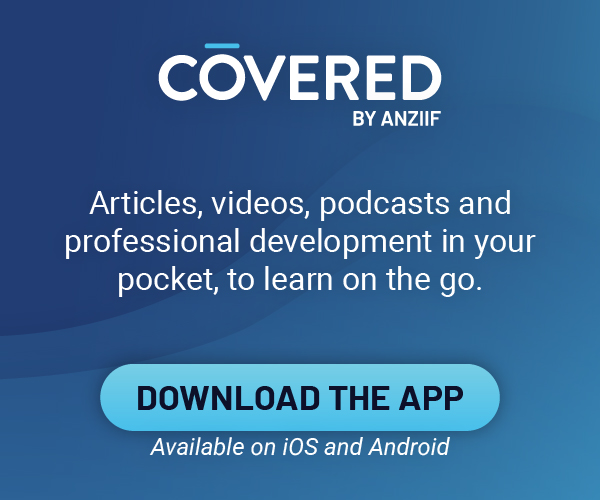 COVERED
BY ANZIIF
Articles, videos, podcasts and
professional development in your
pocket, to learn on the go.
DOWNLOAD THE APP
Available on iOS and Android